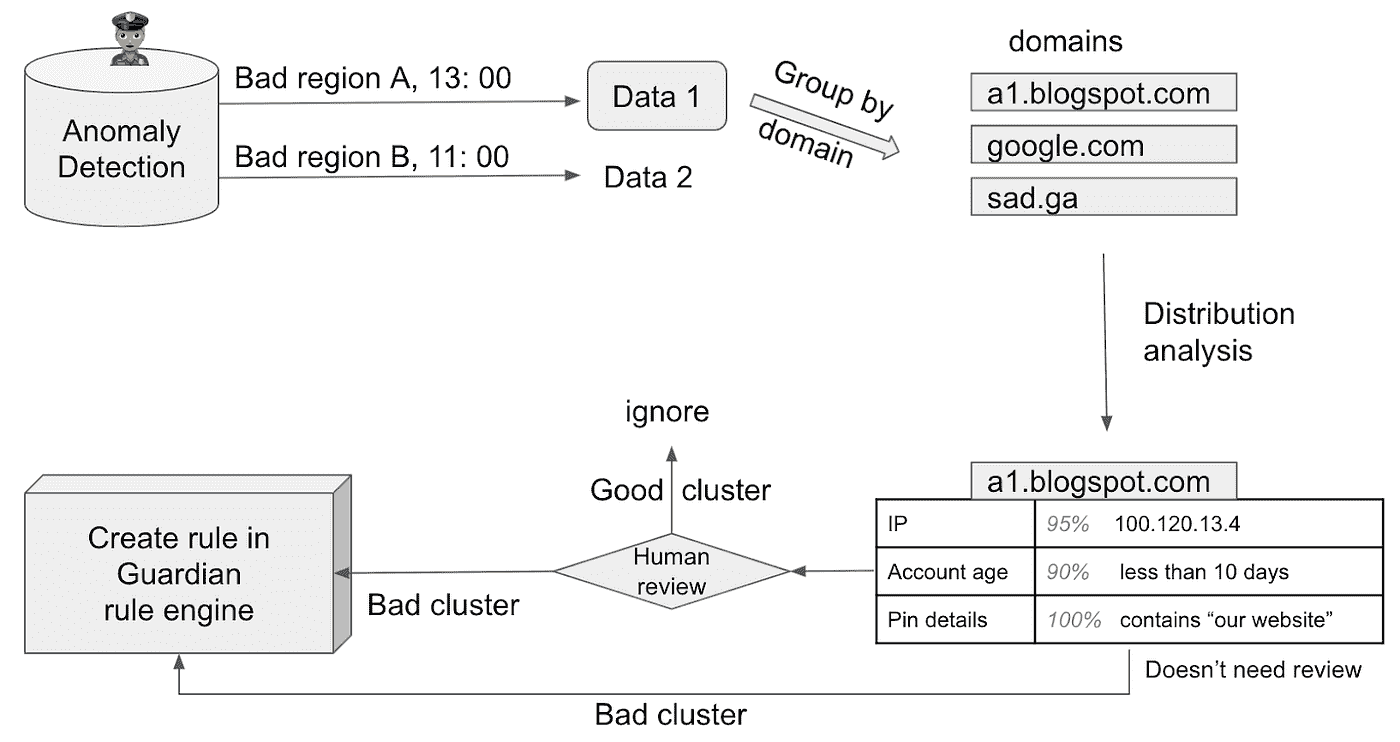 domains
Bad region A, 13: 00
Data 1
Group by
domain
a1.blogspot.com
google.com
sad.ga
Anomaly
Detection
Bad region B, 11: 00
Data 2
Distribution
analysis
ignore
Good cluster
Human
review
Bad cluster
Create rule in
Guardian
rule engine
a1.blogspot.com
IP 95% 100.120.13.4
Account age 90% less than 10 days
Pin details 100% contains “our website”
Doesn’t need review
Bad cluster